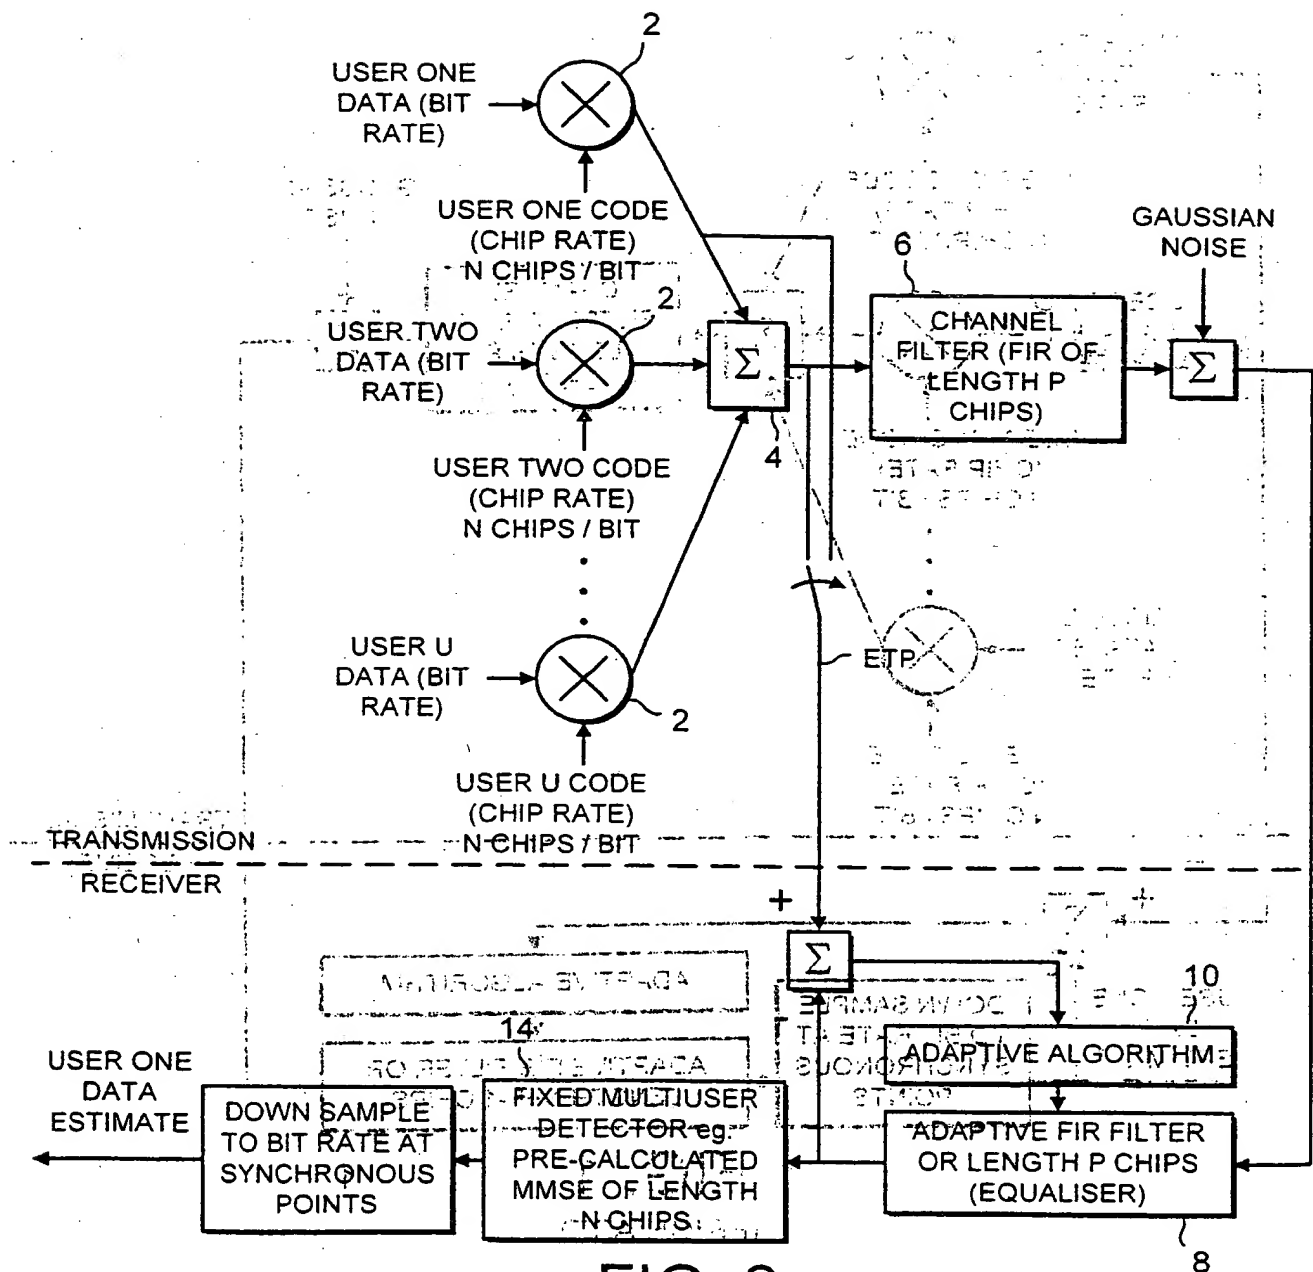 2
USER ONE
DATA (BIT
RATE)
USER ONE CODE
(CHIP RATE)
N CHIPS / BIT
GAUSSIAN
NOISE
6
2
USER TWO
DATA (BIT
RATE)
Σ
CHANNEL
FILTER (FIR OF
LENGTH P
CHIPS)
Σ
4
USER TWO CODE
(CHIP RATE)
N CHIPS / BIT
ETP
USER U
DATA (BIT
RATE)
2
USER U CODE
(CHIP RATE)
N CHIPS / BIT
TRANSMISSION
RECEIVER
+
Σ
-
10
ADAPTIVE ALGORITHM
14
USER ONE
DATA
ESTIMATE
DOWN SAMPLE
TO BIT RATE AT
SYNCHRONOUS
POINTS
FIXED MULTIUSER
DETECTOR eg.
PRE-CALCULATED
MMSE OF LENGTH
N CHIPS
ADAPTIVE FIR FILTER
OR LENGTH P CHIPS
(EQUALISER)
8